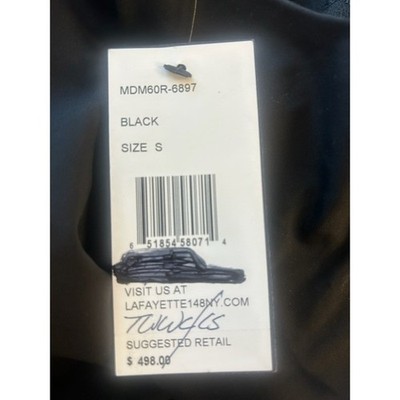 MDM60R-6897
BLACK
SIZE S
6 51854 58071 4
VISIT US AT
LAFAYETTE148NY.COM
SUGGESTED RETAIL
$ 498.00